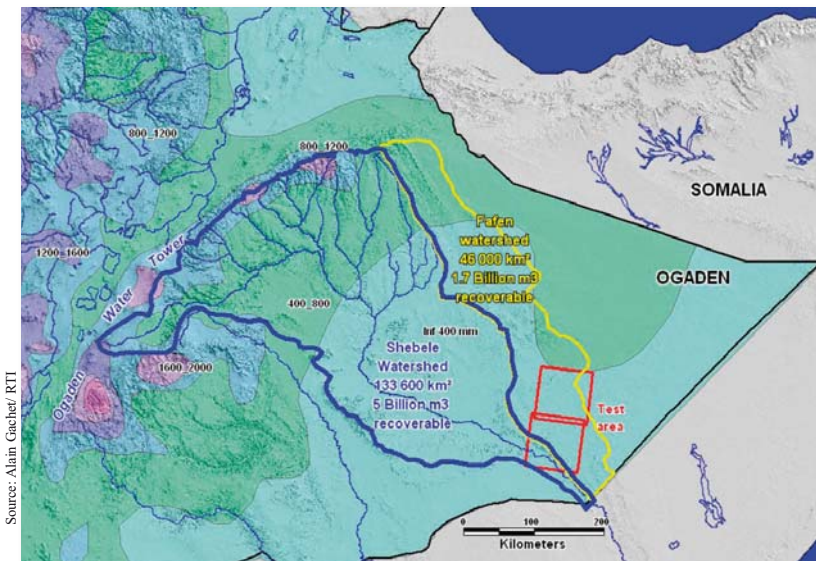 Source: Alain Gachet/ RTI
800_1200
800_1200
SOMALIA
Fafen
watershed
46 000 km²
1.7 Billion m3
recoverable
1200_1600
Water Tower
OGADEN
400_800
Inf 400 mm
Shebele
Watershed
133 600 km²
5 Billion m3
recoverable
1600_2000
Ogaden
Test
area
0 100 200
Kilometers